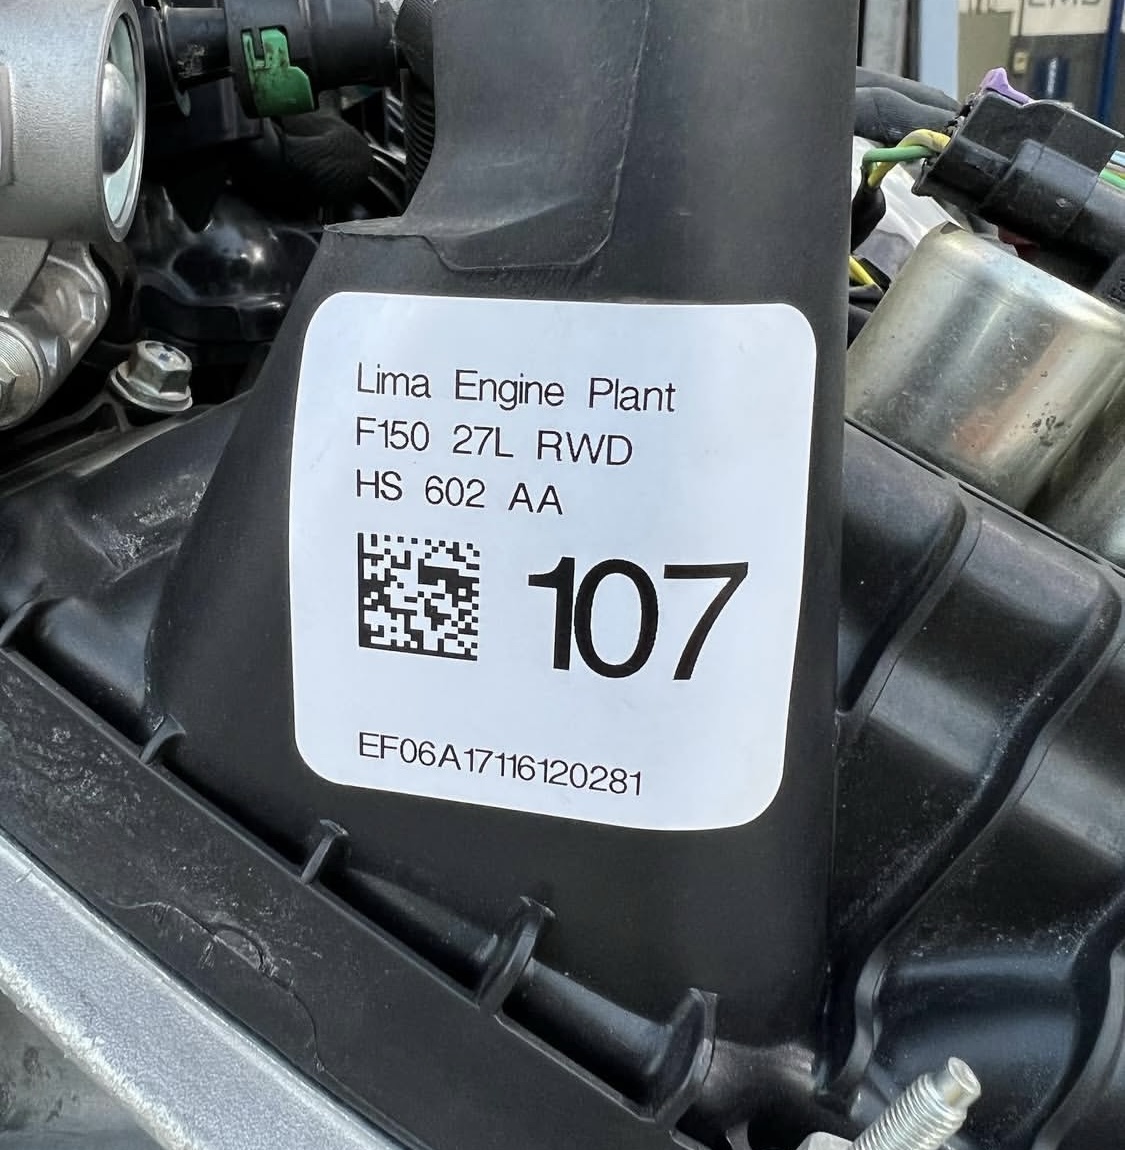 Lima Engine Plant
F150 27L RWD
HS 602 AA
107
EF06A17116120281